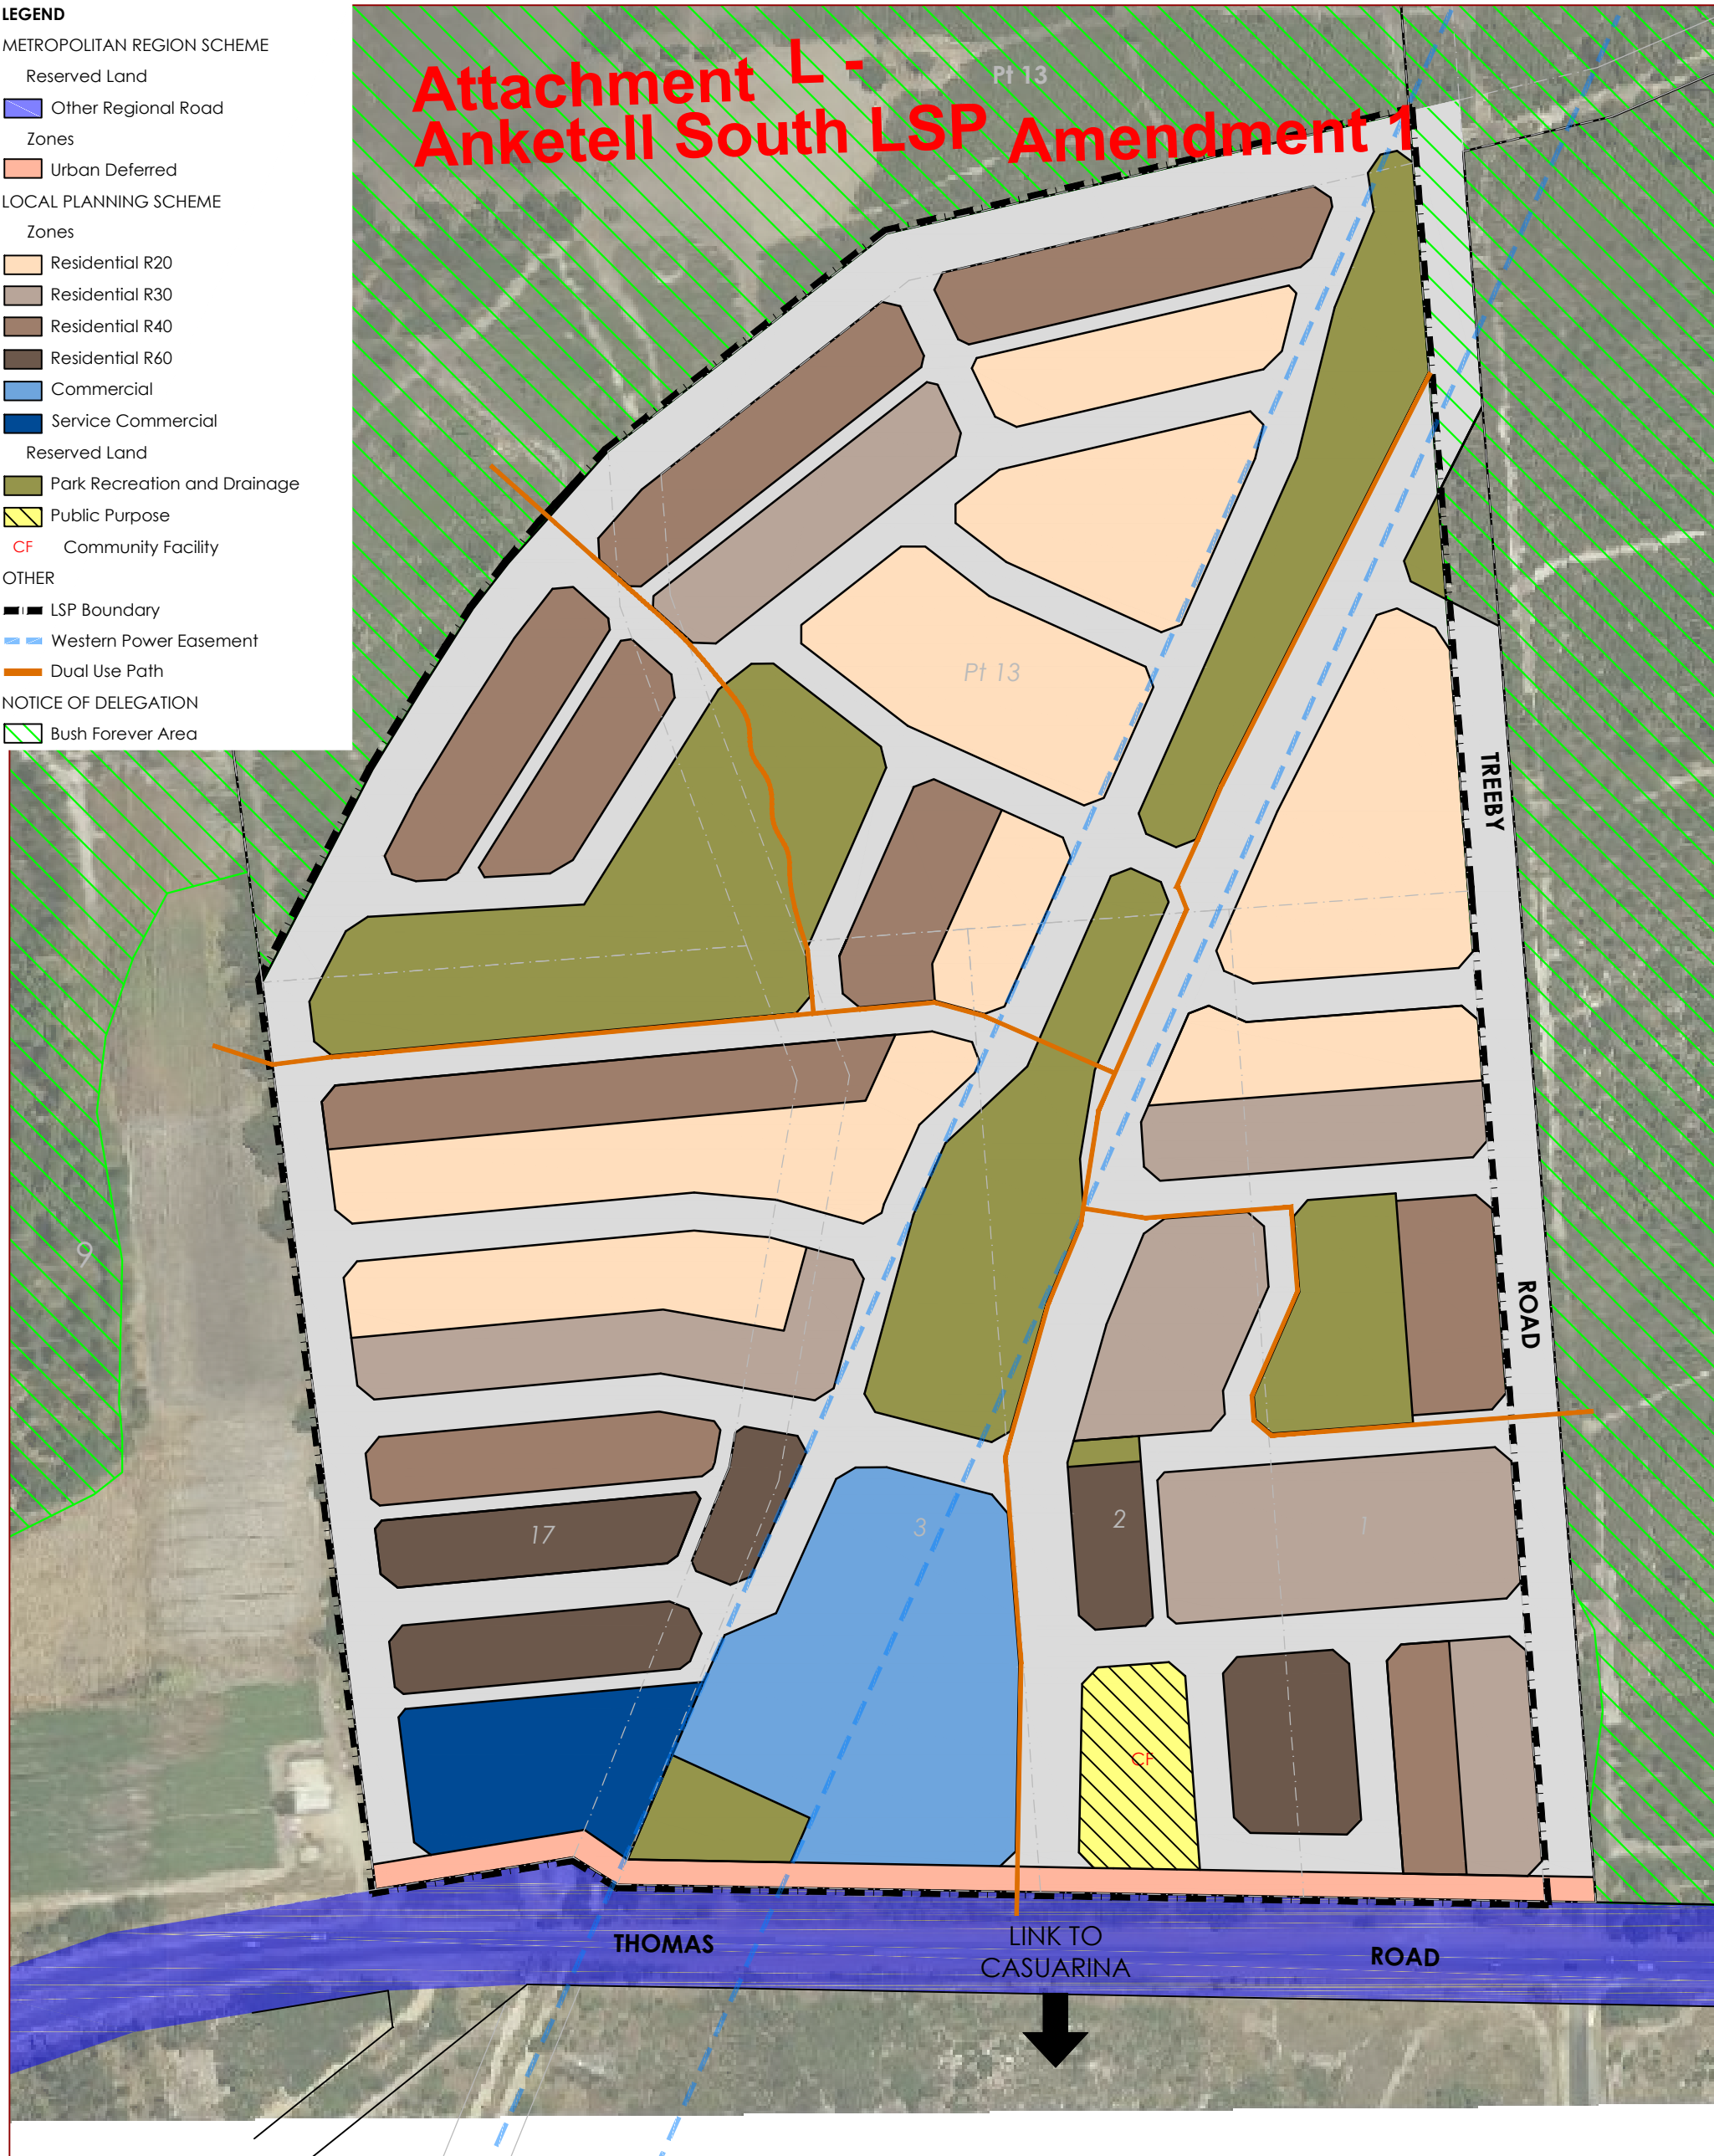 LEGEND
METROPOLITAN REGION SCHEME
Reserved Land
Other Regional Road
Zones
Urban Deferred
LOCAL PLANNING SCHEME
Zones
Residential R20
Residential R30
Residential R40
Residential R60
Commercial
Service Commercial
Reserved Land
Park Recreation and Drainage
Public Purpose
CF Community Facility
OTHER
LSP Boundary
Western Power Easement
Dual Use Path
NOTICE OF DELEGATION
Bush Forever Area
Attachment L -
Anketell South LSP Amendment 1
Pt 13
Pt 13
TREEBY
ROAD
9
17
3
2
1
CF
THOMAS
ROAD
LINK TO
CASUARINA